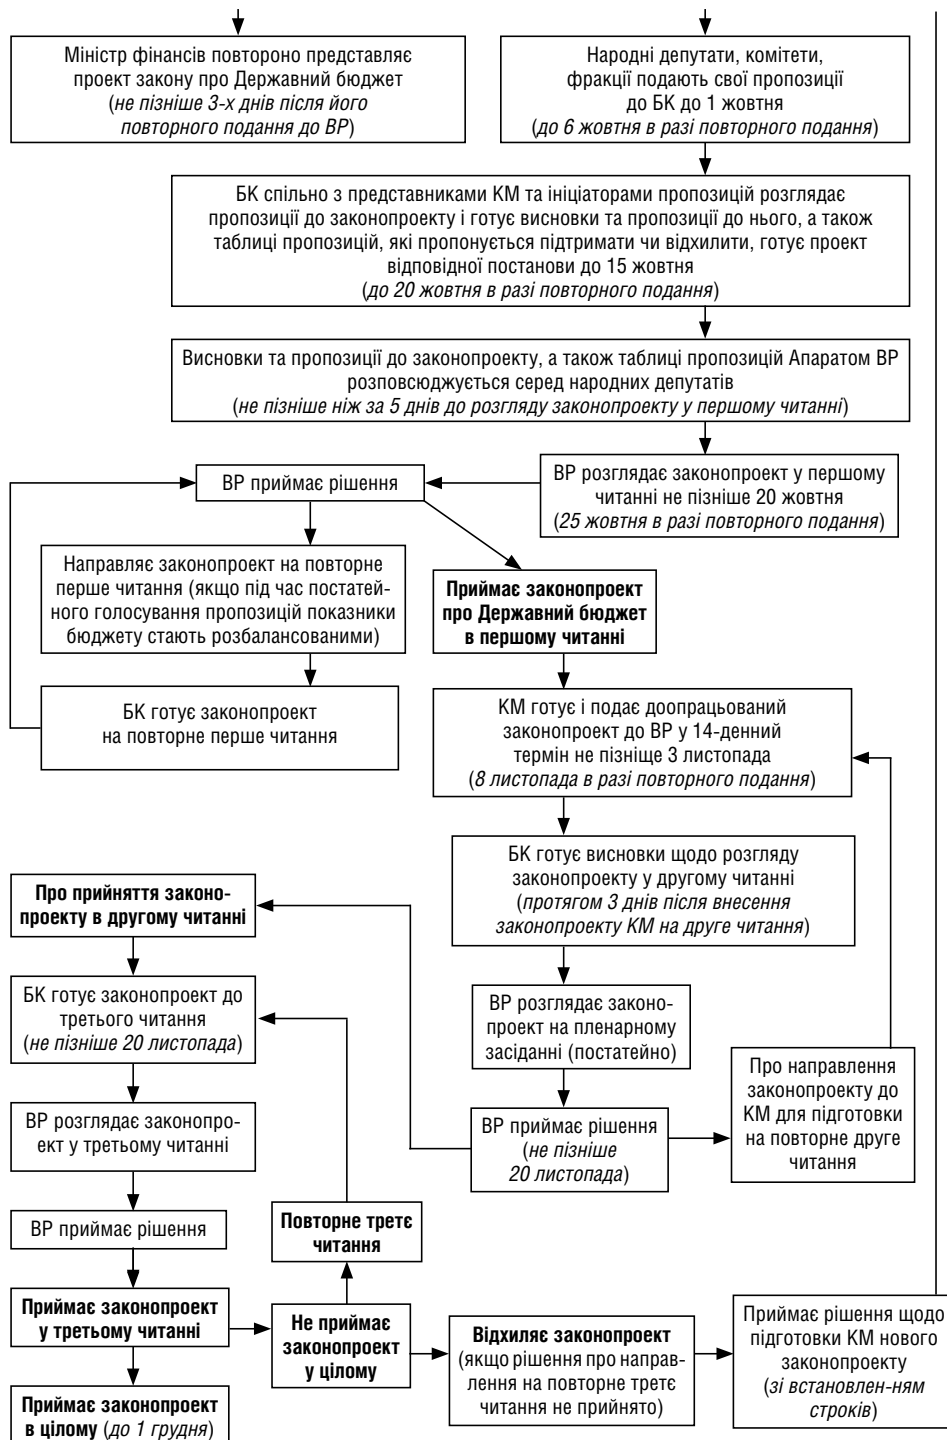 Міністр фінансів повтороно представляє
проект закону про Державний бюджет
(не пізніше 3-х днів після його
повторного подання до ВР)
Народні депутати, комітети,
фракції подають свої пропозиції
до БК до 1 жовтня
(до 6 жовтня в разі повторного подання)
БК спільно з представниками КМ та ініціаторами пропозицій розглядає
пропозиції до законопроекту і готує висновки та пропозиції до нього, а також
таблиці пропозицій, які пропонується підтримати чи відхилити, готує проект
відповідної постанови до 15 жовтня
(до 20 жовтня в разі повторного подання)
Висновки та пропозиції до законопроекту, а також таблиці пропозицій Апаратом ВР
розповсюджується серед народних депутатів
(не пізніше ніж за 5 днів до розгляду законопроекту у першому читанні)
ВР розглядає законопроект у першому
читанні не пізніше 20 жовтня
(25 жовтня в разі повторного подання)
ВР приймає рішення
Направляє законопроект на повторне
перше читання (якщо під час постатей-
ного голосування пропозицій показники
бюджету стають розбалансованими)
Приймає законопроект
про Державний бюджет
в першому читанні
БК готує законопроект
на повторне перше читання
КМ готує і подає доопрацьований
законопроект до ВР у 14-денний
термін не пізніще 3 листопада
(8 листопада в разі повторного подання)
БК готує висновки щодо розгляду
законопроекту у другому читанні
(протягом 3 днів після внесення
законопроекту КМ на друге читання)
Про прийняття законо-
проекту в другому читанні
БК готує законопроект до
третього читання
(не пізніше 20 листопада)
ВР розглядає законо-
проект на пленарному
засіданні (постатейно)
Про направлення
законопроекту до
КМ для підготовки
на повторне друге
читання
ВР розглядає законопро-
ект у третьому читанні
ВР приймає рішення
(не пізніше
20 листопада)
ВР приймає рішення
Повторне третє
читання
Приймає законопроект
у третьому читанні
Не приймає
законопроект
у цілому
Відхиляє законопроект
(якщо рішення про направ-
лення на повторне третє
читання не прийнято)
Приймає рішення щодо
підготовки КМ нового
законопроекту
(зі встановлен-ням
строків)
Приймає законопроект
в цілому (до 1 грудня)